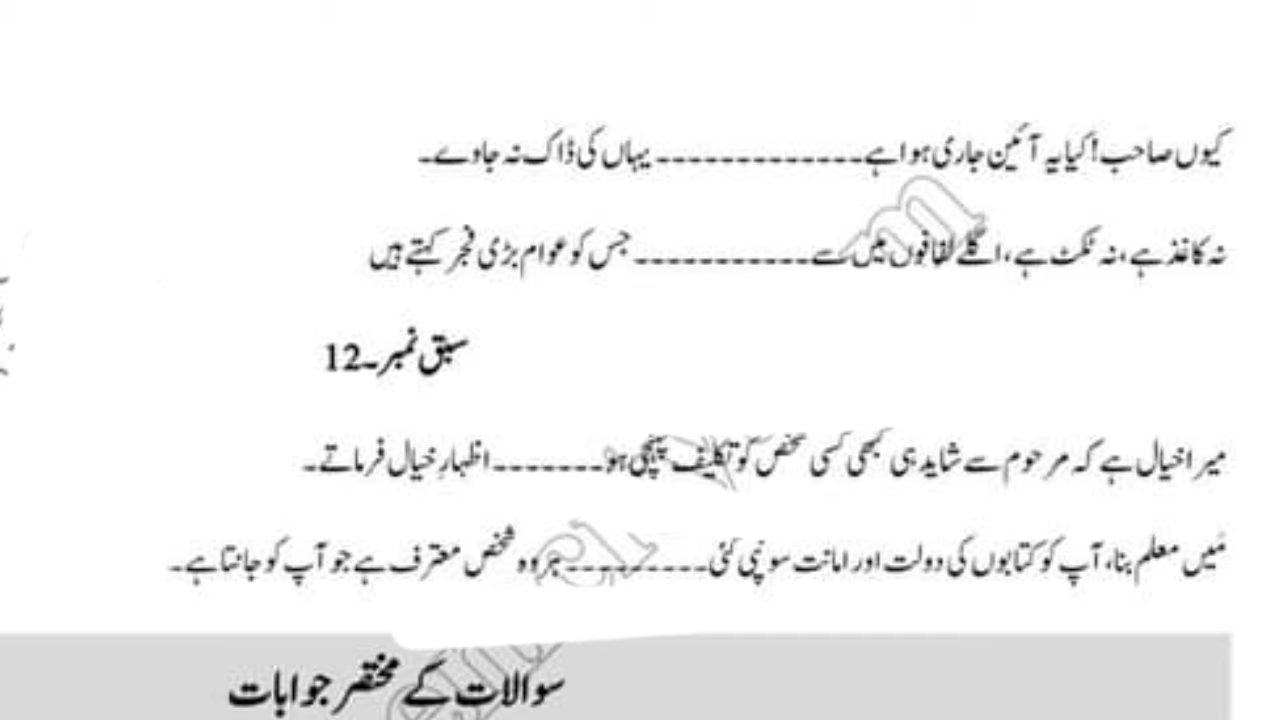 کیوں صاحب! کیا یہ آئین جاری ہوا ہے------------- یہاں کی ڈاک نہ جاوے۔
نہ کاغذ ہے، نہ ٹکٹ ہے، اگلے لفافوں میں سے----------- جس کو عوام بڑی فجر کہتے ہیں
سبق نمبر۔12
میرا خیال ہے کہ مرحوم سے شاید ہی کبھی کسی شخص کو تکلیف پہنچی ہو------- اظہارِ خیال فرماتے۔
مَیں معلم بنا، آپ کو کتابوں کی دولت اور امانت سونپی گئی--------- ہر وہ شخص معترف ہے جو آپ کو جانتا ہے۔
سوالات کے مختصر جوابات